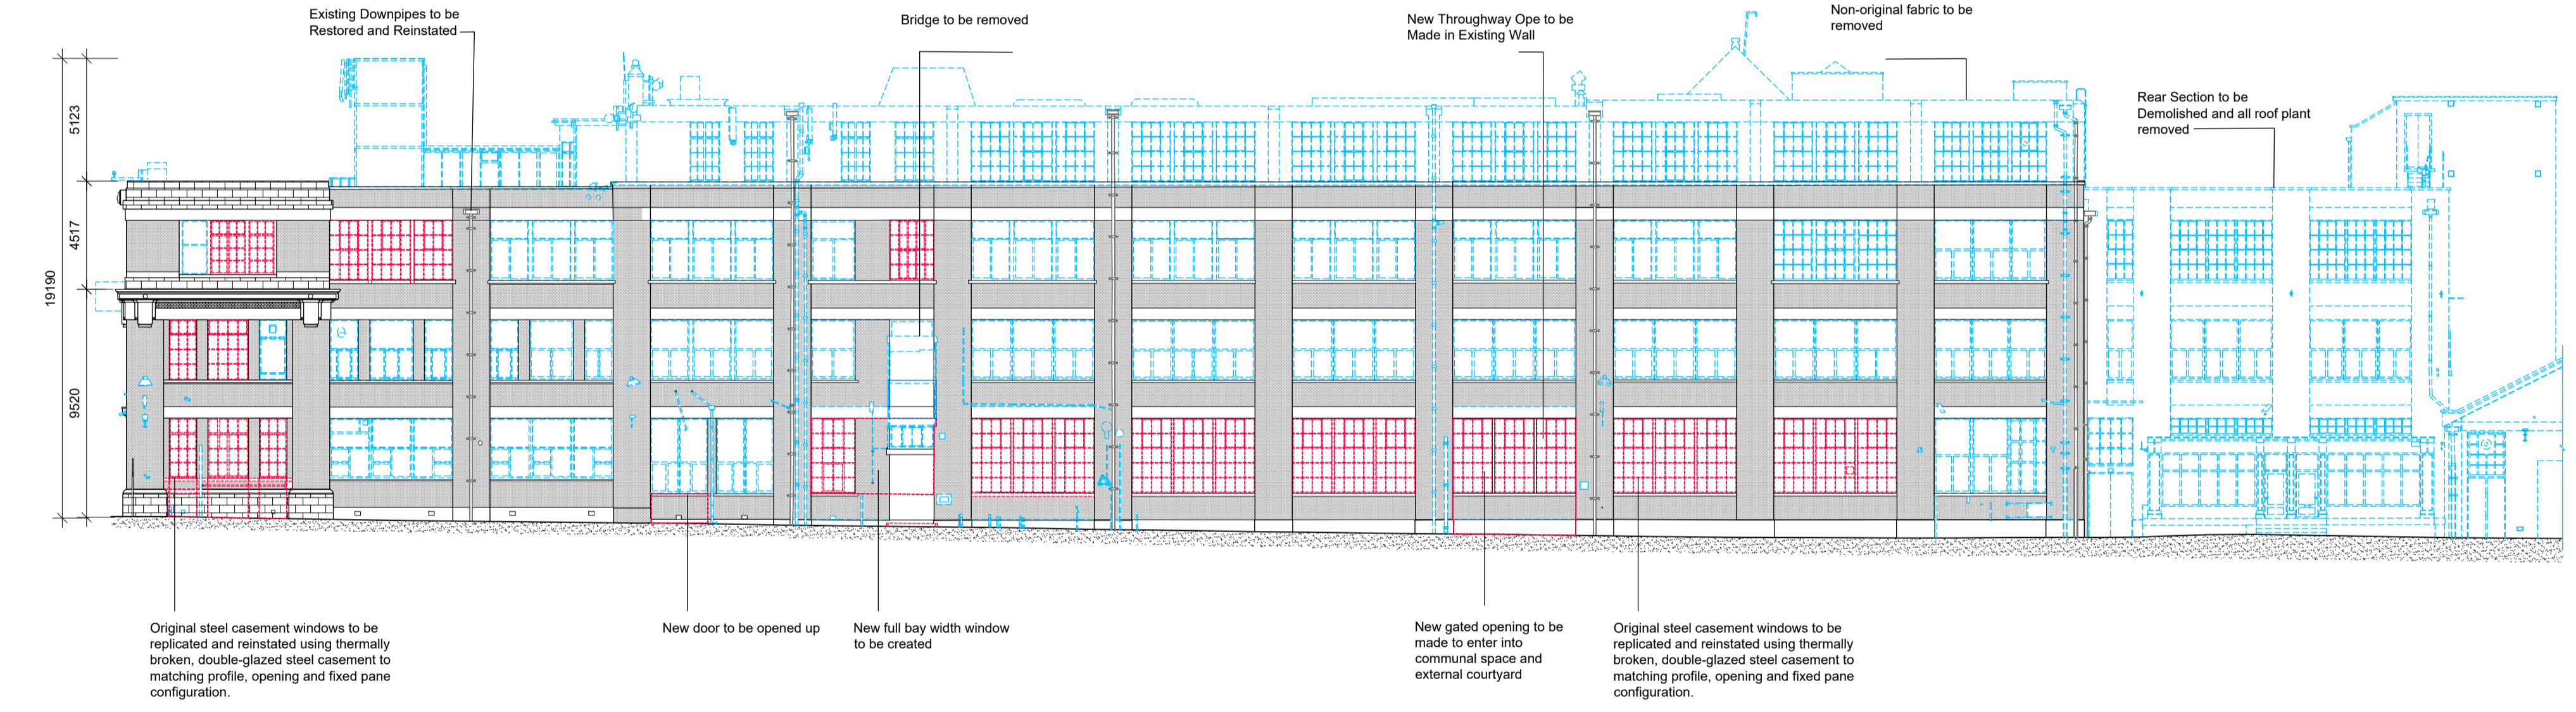 Existing Downpipes to be
Restored and Reinstated
Bridge to be removed
New Throughway Ope to be
Made in Existing Wall
Non-original fabric to be
removed
Rear Section to be
Demolished and all roof plant
removed
5123
4517
19190
9520
Original steel casement windows to be
replicated and reinstated using thermally
broken, double-glazed steel casement to
matching profile, opening and fixed pane
configuration.
New door to be opened up
New full bay width window
to be created
New gated opening to be
made to enter into
communal space and
external courtyard
Original steel casement windows to be
replicated and reinstated using thermally
broken, double-glazed steel casement to
matching profile, opening and fixed pane
configuration.